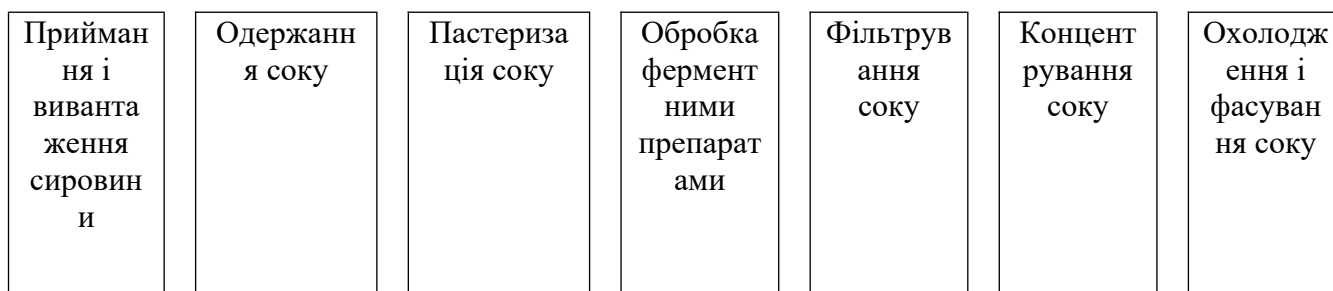 Прийман
ня і
виванта
ження
сировин
и
Одержанн
я соку
Пастериза
ція соку
Обробка
фермент
ними
препарат
ами
Фільтрув
ання
соку
Концент
рування
соку
Охолодж
ення і
фасуван
ня соку